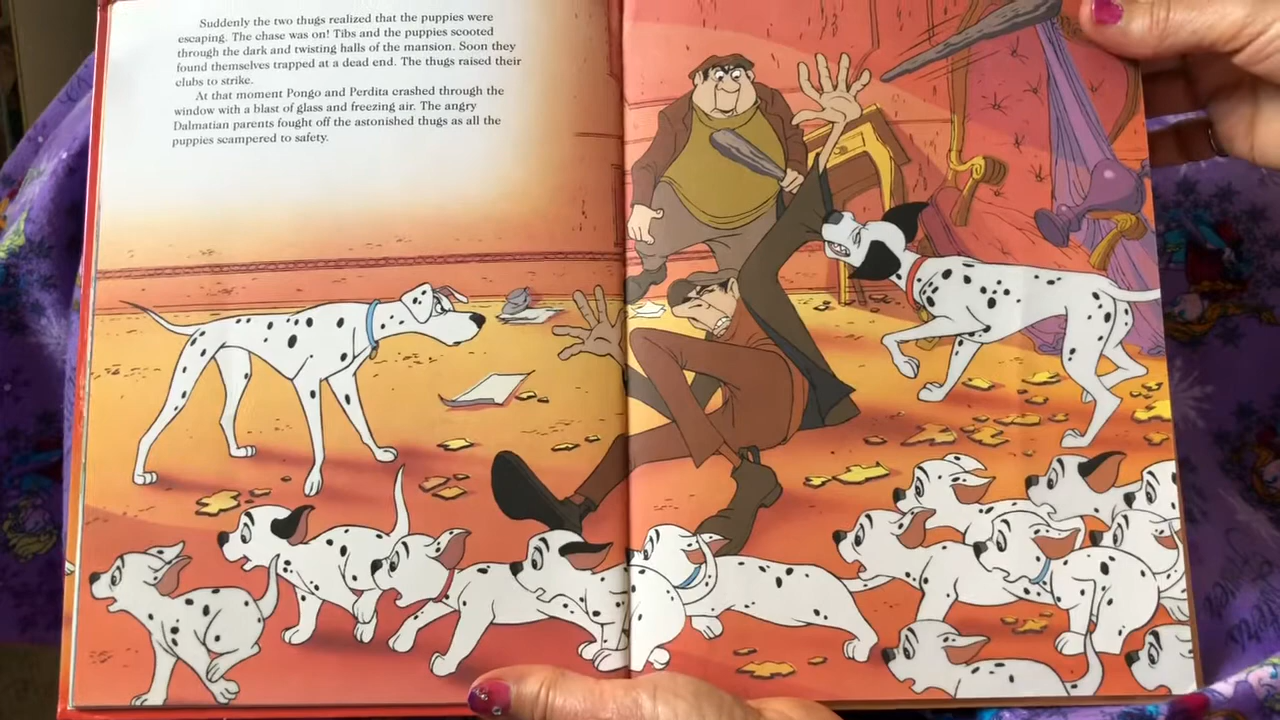 Suddenly the two thugs realized that the puppies were
escaping. The chase was on! Tibs and the puppies scooted
through the dark and twisting halls of the mansion. Soon they
found themselves trapped at a dead end. The thugs raised their
clubs to strike.
At that moment Pongo and Perdita crashed through the
window with a blast of glass and freezing air. The angry
Dalmatian parents fought off the astonished thugs as all the
puppies scampered to safety.